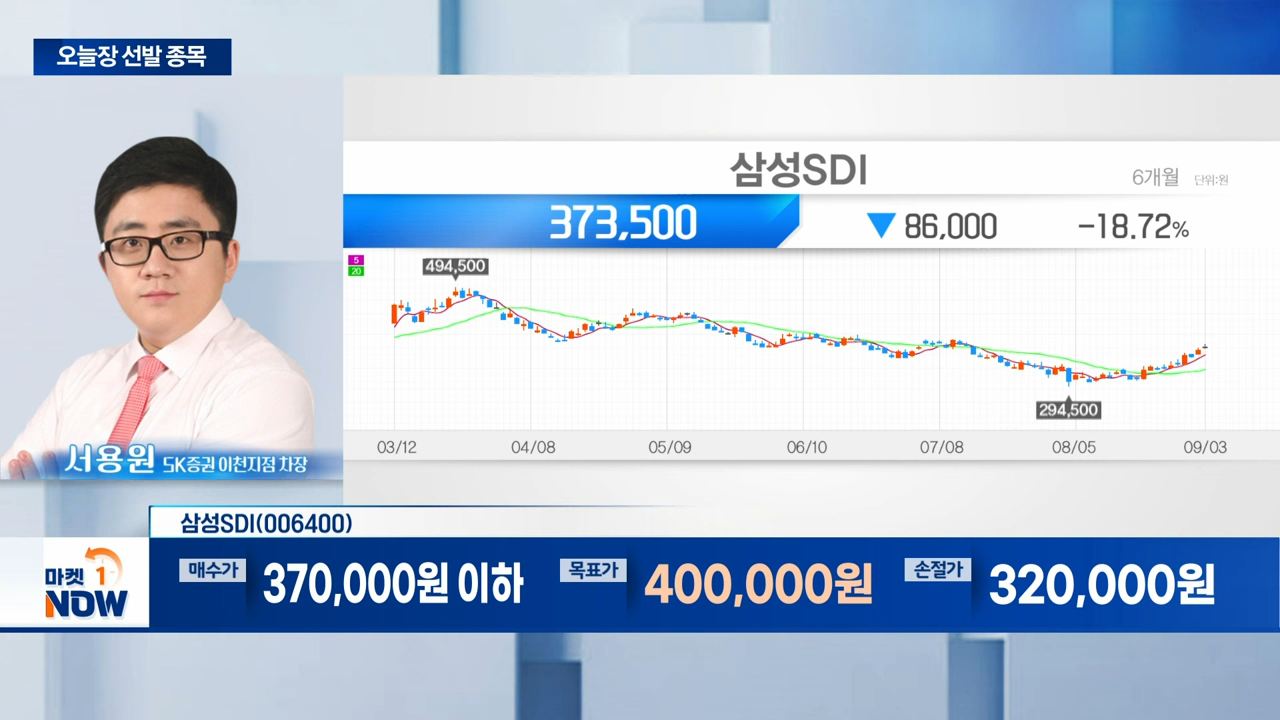 오늘장 선발 종목
삼성SDI
6개월 단위:원
373,500 ▼ 86,000 -18.72%
5
20
494,500
294,500
03/12 04/08 05/09 06/10 07/08 08/05 09/03
서용원 SK증권 이천지점 차장
삼성SDI(006400)
마켓 1
NOW
매수가 370,000원 이하 목표가 400,000원 손절가 320,000원